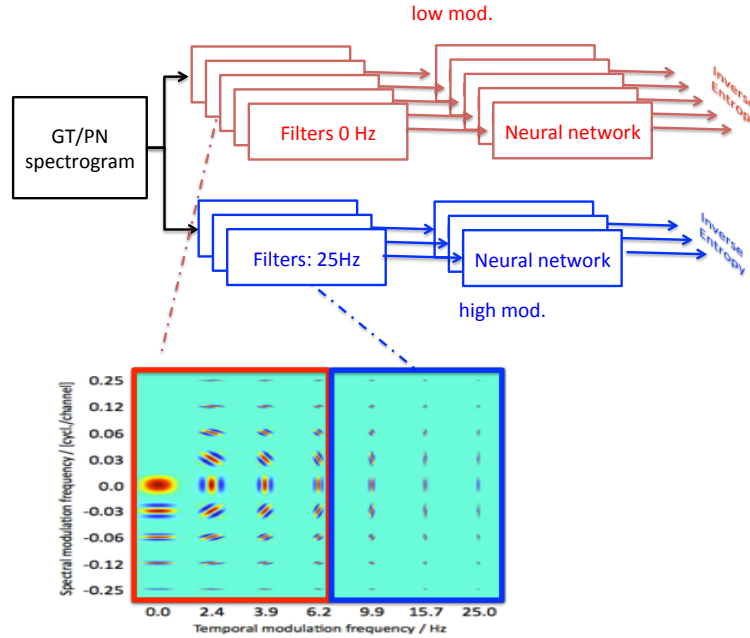 low mod.
GT/PN
spectrogram
Filters 0 Hz
Neural network
Inverse
Entropy
Filters: 25Hz
Neural network
Inverse
Entropy
high mod.
Spectral modulation frequency / [cycl./channel]
0.25
0.12
0.06
0.03
0.0
-0.03
-0.06
-0.12
-0.25
0.0 2.4 3.9 6.2 9.9 15.7 25.0
Temporal modulation frequency / Hz